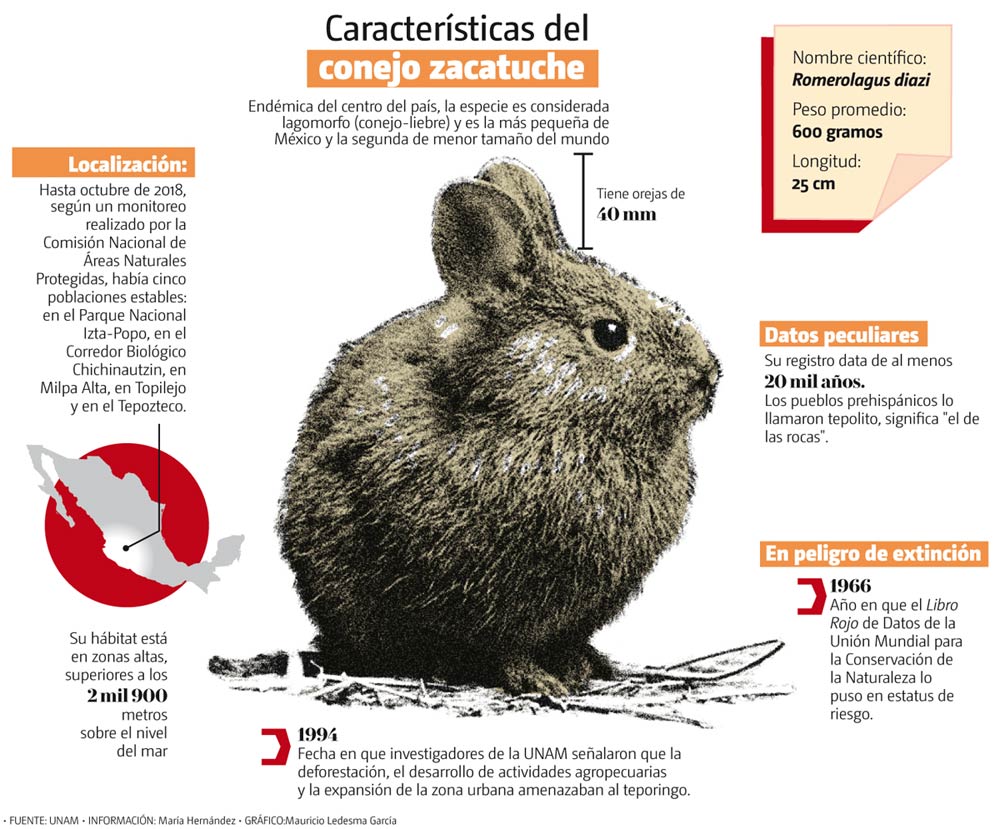 Características del
conejo zacatuche
Endémica del centro del país, la especie es considerada
lagomorfo (conejo-liebre) y es la más pequeña de
México y la segunda de menor tamaño del mundo
Nombre científico:
Romerolagus diazi
Peso promedio:
600 gramos
Longitud:
25 cm
Localización:
Hasta octubre de 2018,
según un monitoreo
realizado por la
Comisión Nacional de
Áreas Naturales
Protegidas, había cinco
poblaciones estables:
en el Parque Nacional
Izta-Popo, en el
Corredor Biológico
Chichinautzin, en
Milpa Alta, en Topilejo
y en el Tepozteco.
Tiene orejas de
40 mm
Datos peculiares
Su registro data de al menos
20 mil años.
Los pueblos prehispánicos lo
llamaron tepolito, significa "el de
las rocas".
Su hábitat está
en zonas altas,
superiores a los
2 mil 900
metros
sobre el nivel
del mar
En peligro de extinción
1966
Año en que el Libro
Rojo de Datos de la
Unión Mundial para
la Conservación de
la Naturaleza lo
puso en estatus de
riesgo.
1994
Fecha en que investigadores de la UNAM señalaron que la
deforestación, el desarrollo de actividades agropecuarias
y la expansión de la zona urbana amenazaban al teporingo.
• FUENTE: UNAM • INFORMACIÓN: María Hernández • GRÁFICO:Mauricio Ledesma García